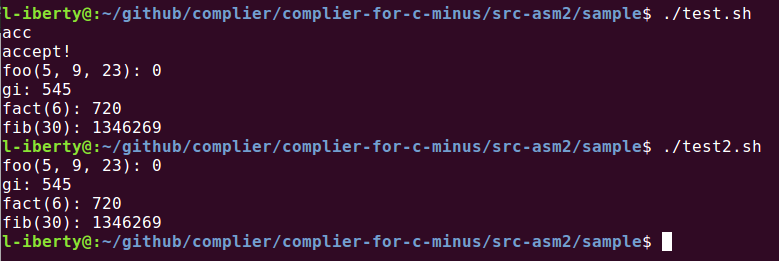 l-iberty@:~/github/complier/complier-for-c-minus/src-asm2/sample$ ./test.sh
acc
accept!
foo(5, 9, 23): 0
gi: 545
fact(6): 720
fib(30): 1346269
l-iberty@:~/github/complier/complier-for-c-minus/src-asm2/sample$ ./test2.sh
foo(5, 9, 23): 0
gi: 545
fact(6): 720
fib(30): 1346269
l-iberty@:~/github/complier/complier-for-c-minus/src-asm2/sample$